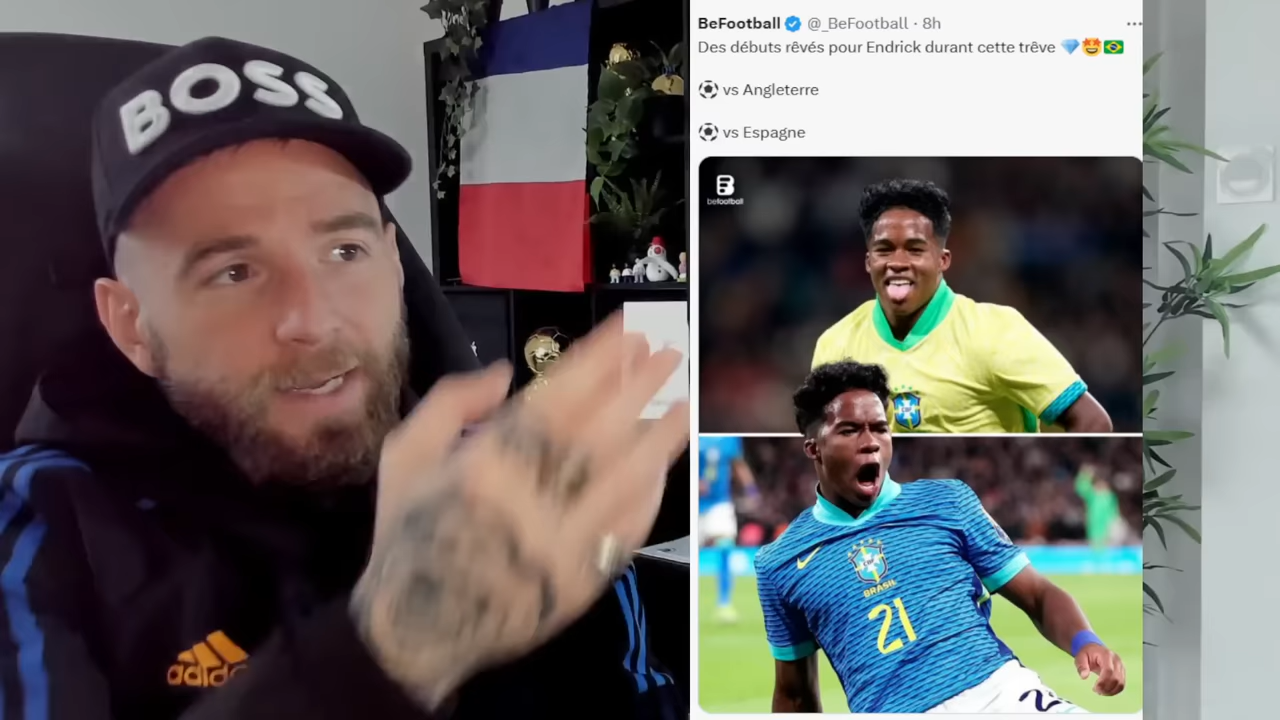 BOSS
adidas
BeFootball @_BeFootball · 8h
Des débuts rêvés pour Endrick durant cette trêve 💎🤩🇧🇷
⚽ vs Angleterre
⚽ vs Espagne
befootball
BRASIL
21